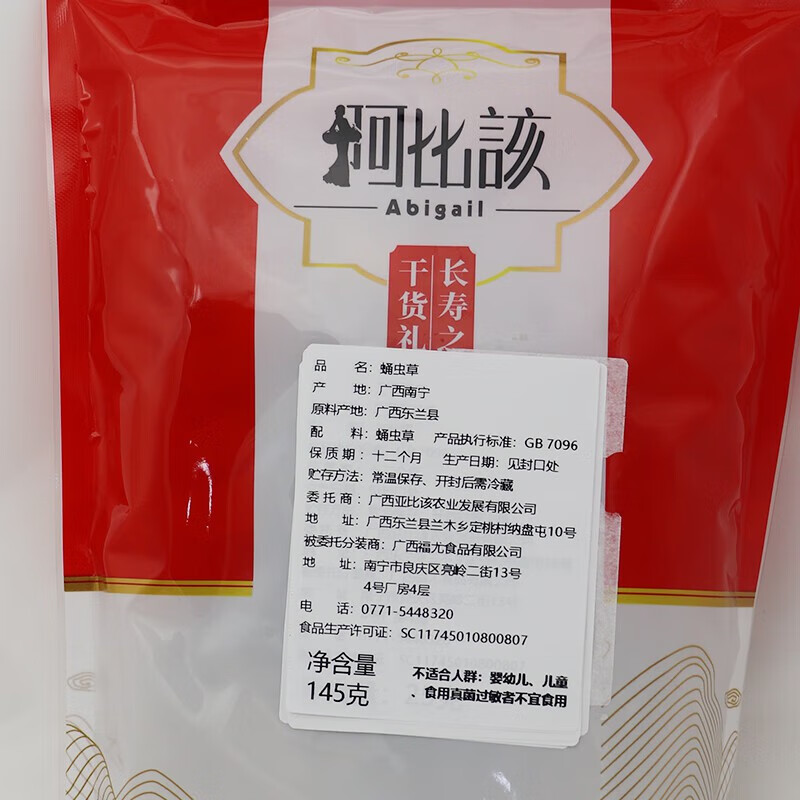 阿比該
Abigail
长寿之
干货礼
品 名：蛹虫草
产 地：广西南宁
原料产地：广西东兰县
配 料：蛹虫草 产品执行标准：GB 7096
保 质 期 ：十二个月 生产日期：见封口处
贮存方法：常温保存、开封后需冷藏
委 托 商 ：广西亚比该农业发展有限公司
地 址：广西东兰县兰木乡定桃村纳盘屯10号
被委托分装商：广西福尤食品有限公司
地 址：南宁市良庆区亮岭二街13号
4号厂房4层
电 话：0771-5448320
食品生产许可证：SC11745010800807
净含量
145克
不适合人群：婴幼儿、儿童
、食用真菌过敏者不宜食用